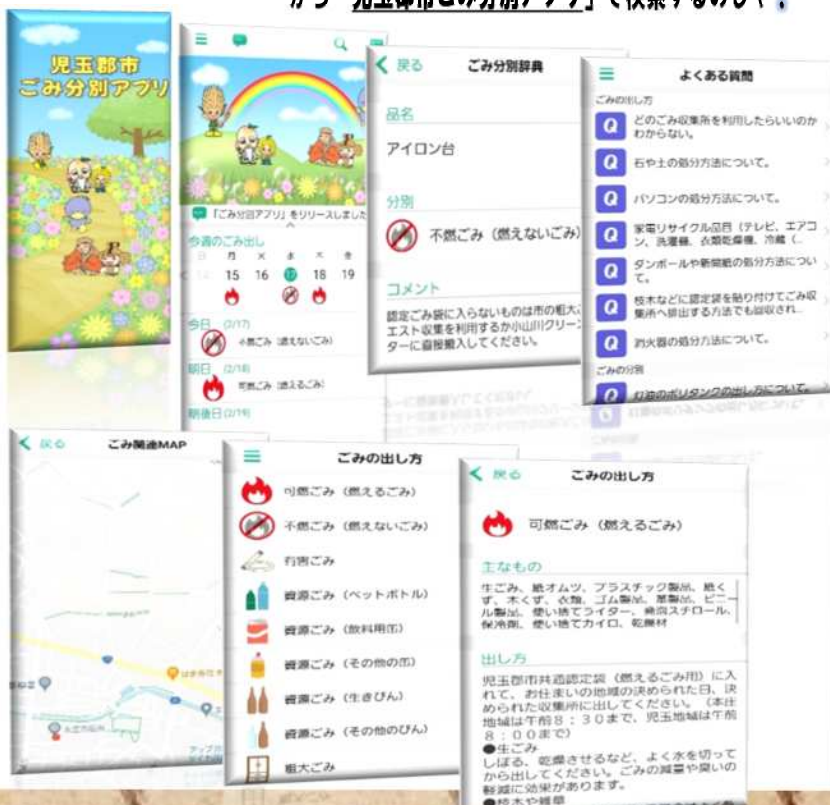 から「児玉郡市ごみ分別アプリ」で検索するのじゃ!
児玉郡市
ごみ分別アプリ
「ごみ分別アプリ」をリリースしました
今週のごみ出し
日 月 火 水 木 金
14 15 16 17 18 19
今日 (2/17)
不燃ごみ (燃えないごみ)
明日 (2/18)
可燃ごみ (燃えるごみ)
明後日 (2/19)
戻る ごみ分別辞典
品名
アイロン台
分別
不燃ごみ (燃えないごみ)
コメント
認定ごみ袋に入らないものは市の粗大ご
エスト収集を利用するか小山川クリーン
ターに直接搬入してください。
よくある質問
ごみの出し方
Q どのごみ収集所を利用したらいいのか
わからない。
Q 石や土の処分方法について。
Q パソコンの処分方法について。
Q 家電リサイクル品目 (テレビ、エアコ
ン、洗濯機、衣類乾燥機、冷蔵 (...
Q ダンボールや新聞紙の処分方法につい
て。
Q 枝木などに認定袋を貼り付けてごみ収
集所へ排出する方法でも回収され...
Q 消火器の処分方法について。
ごみの分別
Q 灯油のポリタンクの出し方について。
戻る ごみ関連MAP
ごみの出し方
可燃ごみ (燃えるごみ)
不燃ごみ (燃えないごみ)
有害ごみ
資源ごみ (ペットボトル)
資源ごみ (飲料用缶)
資源ごみ (その他の缶)
資源ごみ (生きびん)
資源ごみ (その他のびん)
粗大ごみ
戻る ごみの出し方
可燃ごみ (燃えるごみ)
主なもの
生ごみ、紙オムツ、プラスチック製品、紙く
ず、木くず、衣類、ゴム製品、革製品、ビニー
ル製品、使い捨てライター、発泡スチロール、
保冷剤、使い捨てカイロ、乾燥材
出し方
児玉郡市共通認定袋 (燃えるごみ用) に入
れて、お住まいの地域の決められた日、決
められた収集所に出してください。 (本庄
地域は午前8:30まで、児玉地域は午前
8:00まで)
●生ごみ
しぼる、乾燥させるなど、よく水を切って
から出してください。ごみの減量や臭いの
軽減に効果があります。
●枝木や雑草